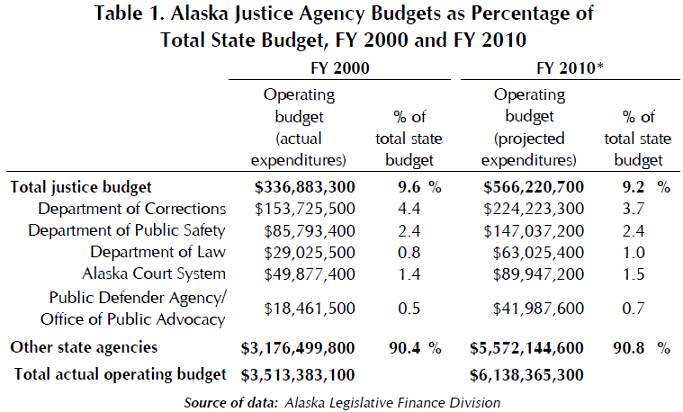 Table 1. Alaska Justice Agency Budgets as Percentage of
Total State Budget, FY 2000 and FY 2010
FY 2000 FY 2010*
Operating Operating
budget % of budget % of
(actual total state (projected total state
expenditures) budget expenditures) budget
Total justice budget $336,883,300 9.6 % $566,220,700 9.2 %
Department of Corrections $153,725,500 4.4 $224,223,300 3.7
Department of Public Safety $85,793,400 2.4 $147,037,200 2.4
Department of Law $29,025,500 0.8 $63,025,400 1.0
Alaska Court System $49,877,400 1.4 $89,947,200 1.5
Public Defender Agency/
Office of Public Advocacy $18,461,500 0.5 $41,987,600 0.7
Other state agencies $3,176,499,800 90.4 % $5,572,144,600 90.8 %
Total actual operating budget $3,513,383,100 $6,138,365,300
Source of data: Alaska Legislative Finance Division